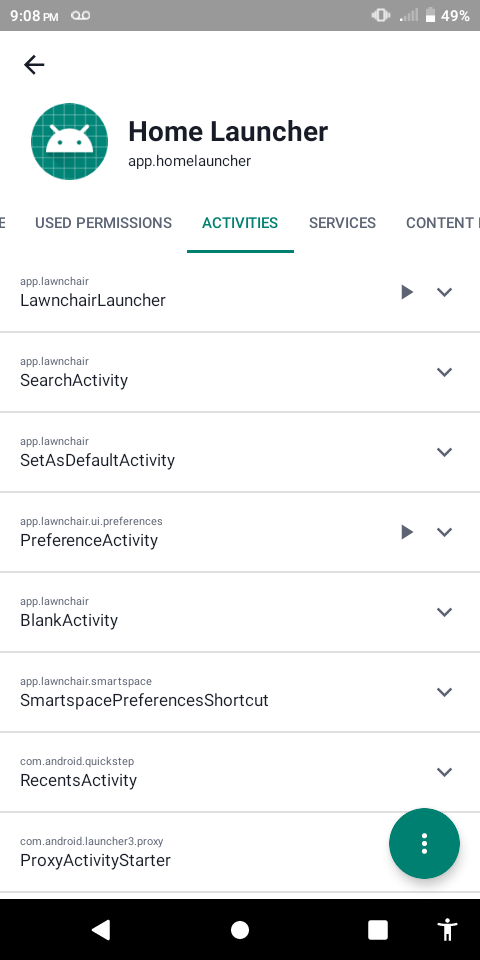 9:08 PM 49%
Home Launcher
app.homelauncher
E USED PERMISSIONS ACTIVITIES SERVICES CONTENT
app.lawnchair
LawnchairLauncher
app.lawnchair
SearchActivity
app.lawnchair
SetAsDefaultActivity
app.lawnchair.ui.preferences
PreferenceActivity
app.lawnchair
BlankActivity
app.lawnchair.smartspace
SmartspacePreferencesShortcut
com.android.quickstep
RecentsActivity
com.android.launcher3.proxy
ProxyActivityStarter